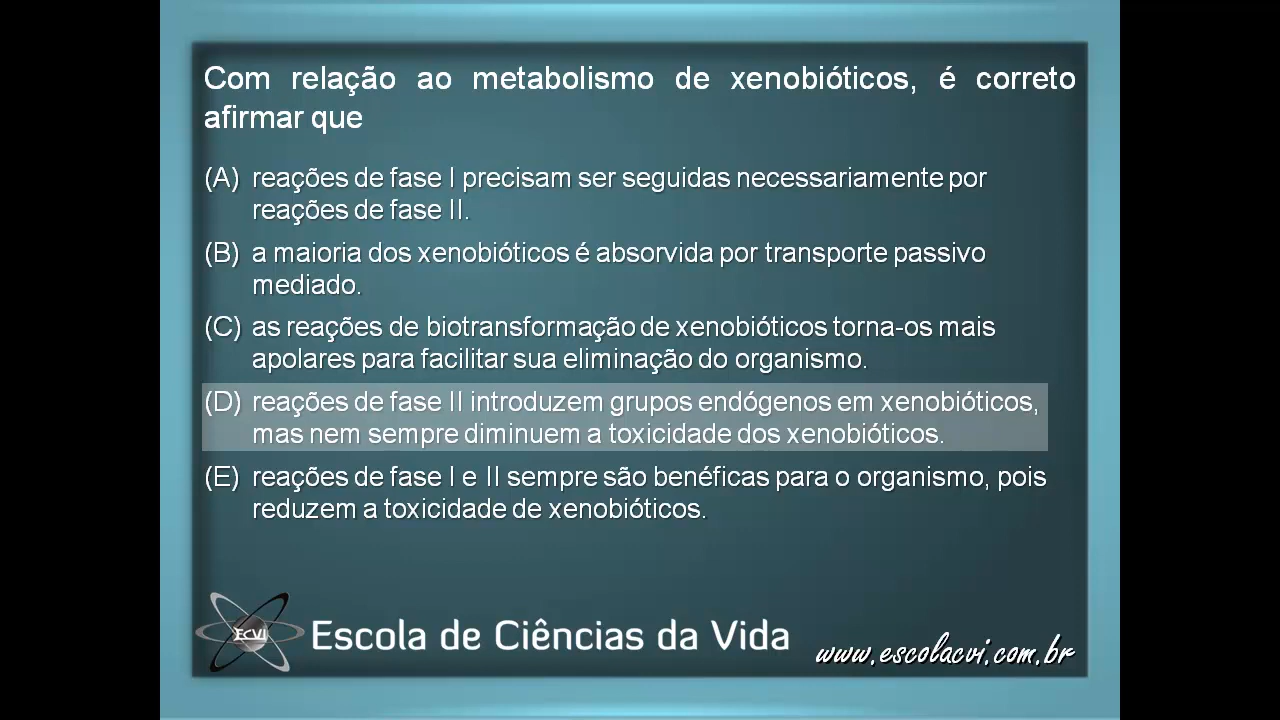 Com relação ao metabolismo de xenobióticos, é correto
afirmar que
(A) reações de fase I precisam ser seguidas necessariamente por
reações de fase II.
(B) a maioria dos xenobióticos é absorvida por transporte passivo
mediado.
(C) as reações de biotransformação de xenobióticos torna-os mais
apolares para facilitar sua eliminação do organismo.
(D) reações de fase II introduzem grupos endógenos em xenobióticos,
mas nem sempre diminuem a toxicidade dos xenobióticos.
(E) reações de fase I e II sempre são benéficas para o organismo, pois
reduzem a toxicidade de xenobióticos.
EcVi
Escola de Ciências da Vida
www.escolacvi.com.br